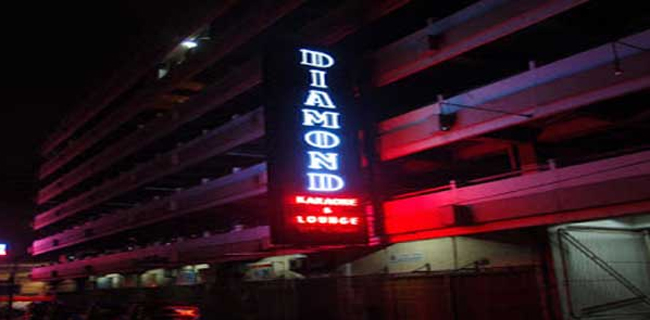 DIAMOND
KARAOKE
&
LOUNGE